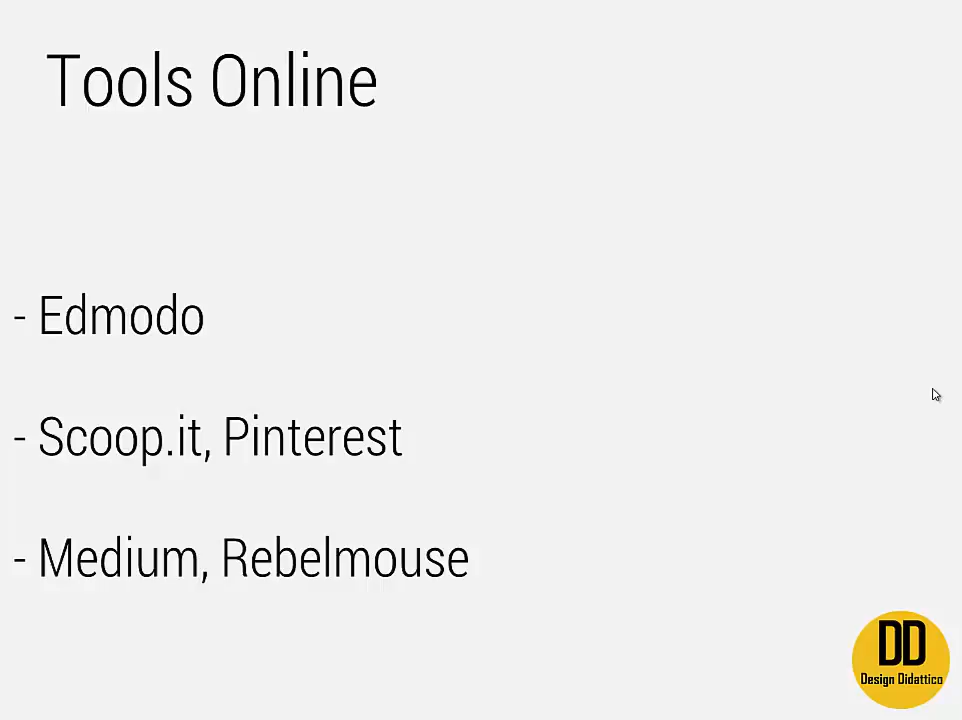 Tools Online
- Edmodo
- Scoop.it, Pinterest
- Medium, Rebelmouse
DD
Design Didattico